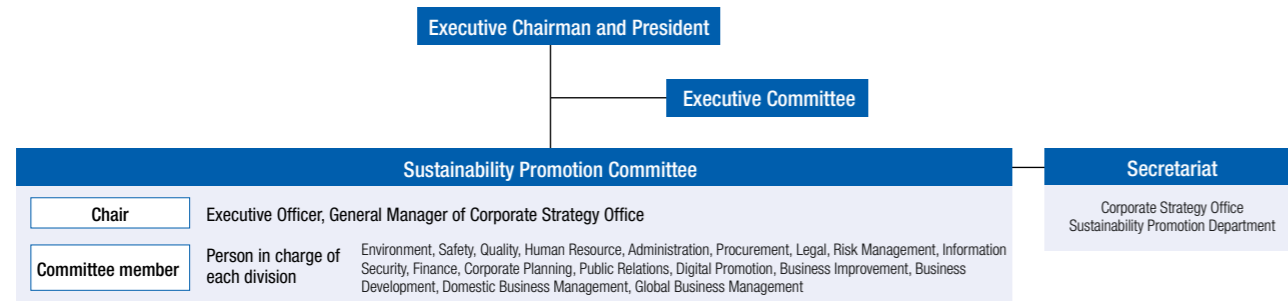 Executive Chairman and President
Executive Committee
Sustainability Promotion Committee
Secretariat
Chair
Executive Officer, General Manager of Corporate Strategy Office
Corporate Strategy Office
Sustainability Promotion Department
Committee member
Person in charge of
each division
Environment, Safety, Quality, Human Resource, Administration, Procurement, Legal, Risk Management, Information
Security, Finance, Corporate Planning, Public Relations, Digital Promotion, Business Improvement, Business
Development, Domestic Business Management, Global Business Management